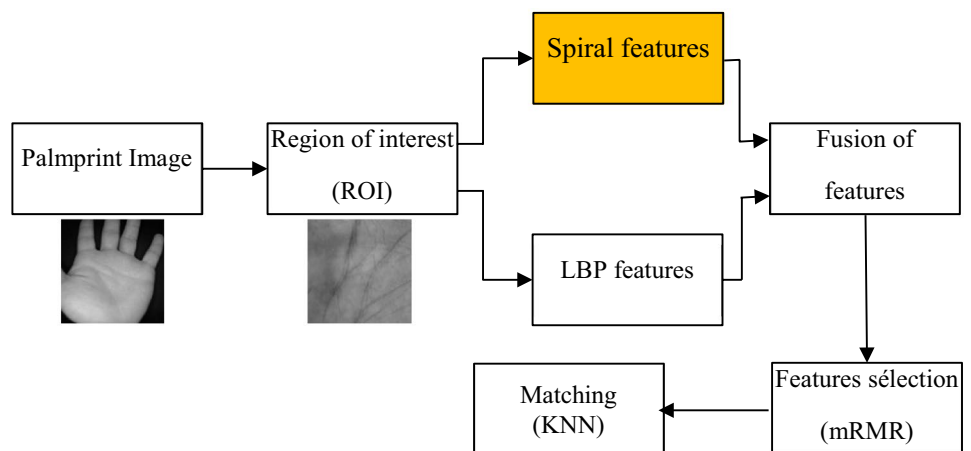 Spiral features
Palmprint Image
Region of interest
(ROI)
Fusion of
features
LBP features
Features sélection
(mRMR)
Matching
(KNN)